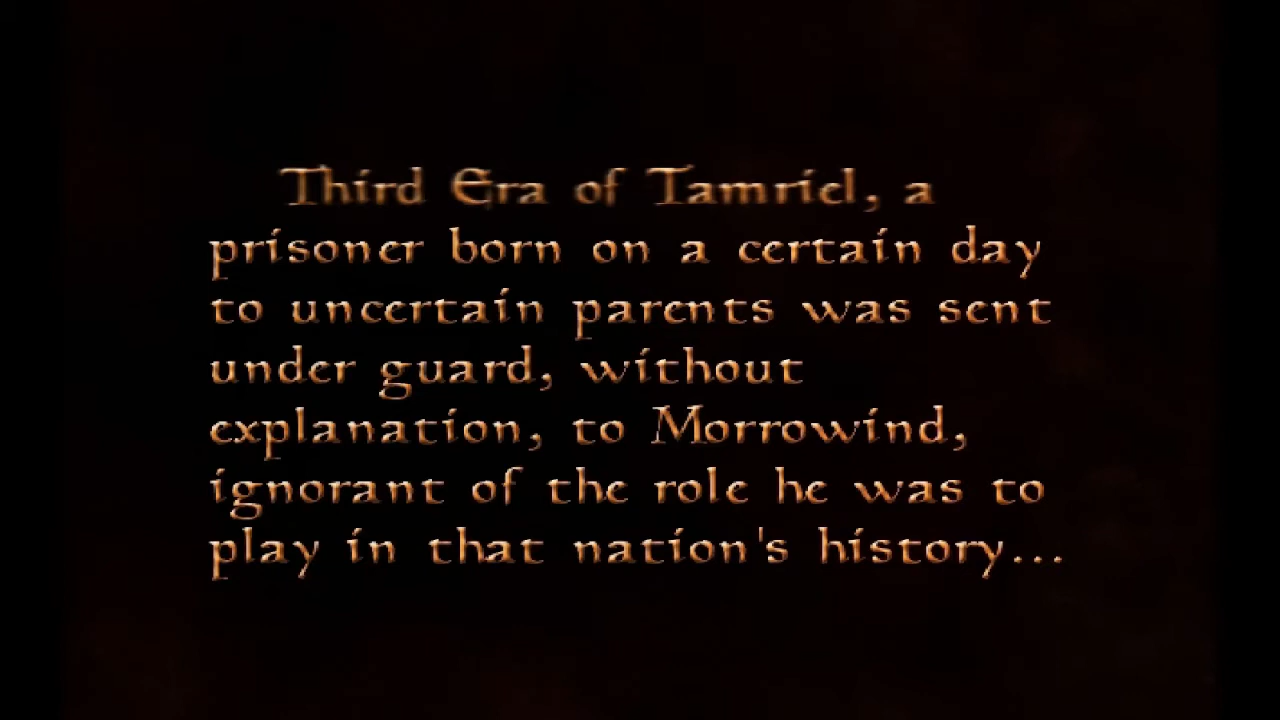 Third Era of Tamriel, a
prisoner born on a certain day
to uncertain parents was sent
under guard, without
explanation, to Morrowind,
ignorant of the role he was to
play in that nation's history...